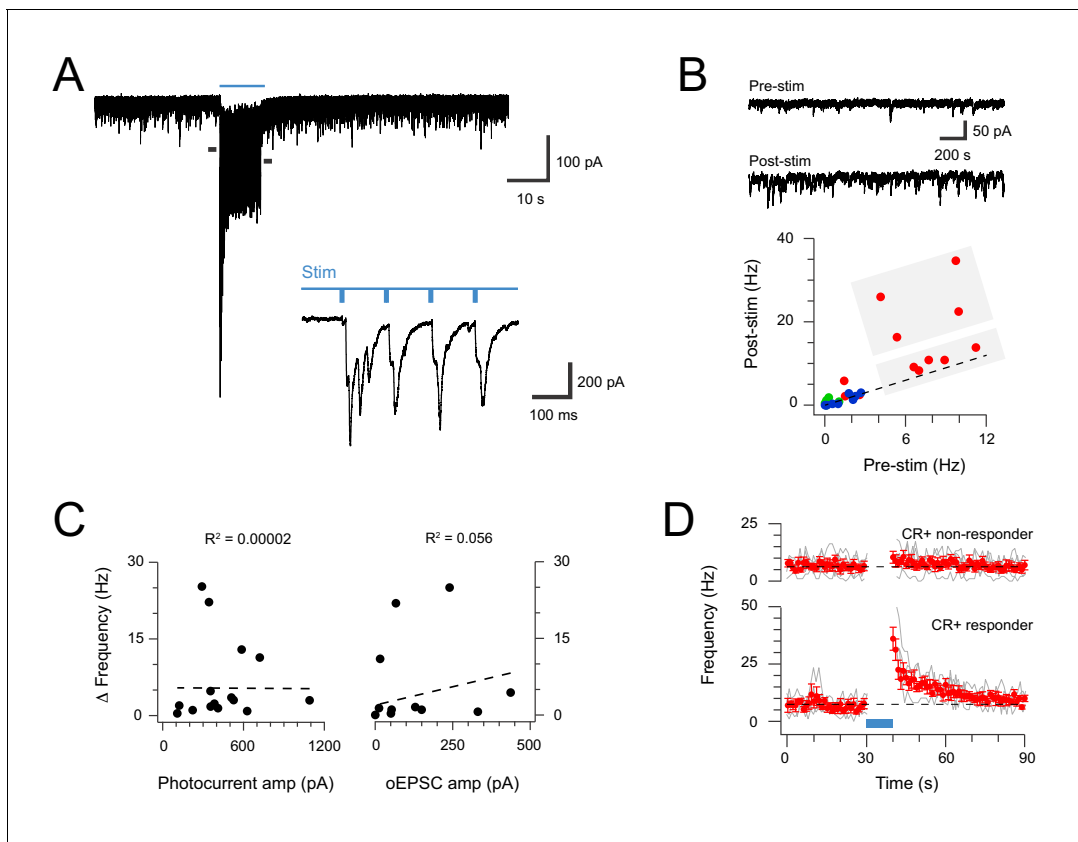 A
100 pA
10 s
Stim
200 pA
100 ms
B
Pre-stim
50 pA
200 s
Post-stim
40
20
0
Post-stim (Hz)
0
6
12
Pre-stim (Hz)
C
R² = 0.00002
R² = 0.056
30
15
0
Δ Frequency (Hz)
0
600
1200
Photocurrent amp (pA)
30
15
0
0
250
500
oEPSC amp (pA)
D
25
0
CR+ non-responder
50
25
0
CR+ responder
Frequency (Hz)
0
30
60
90
Time (s)